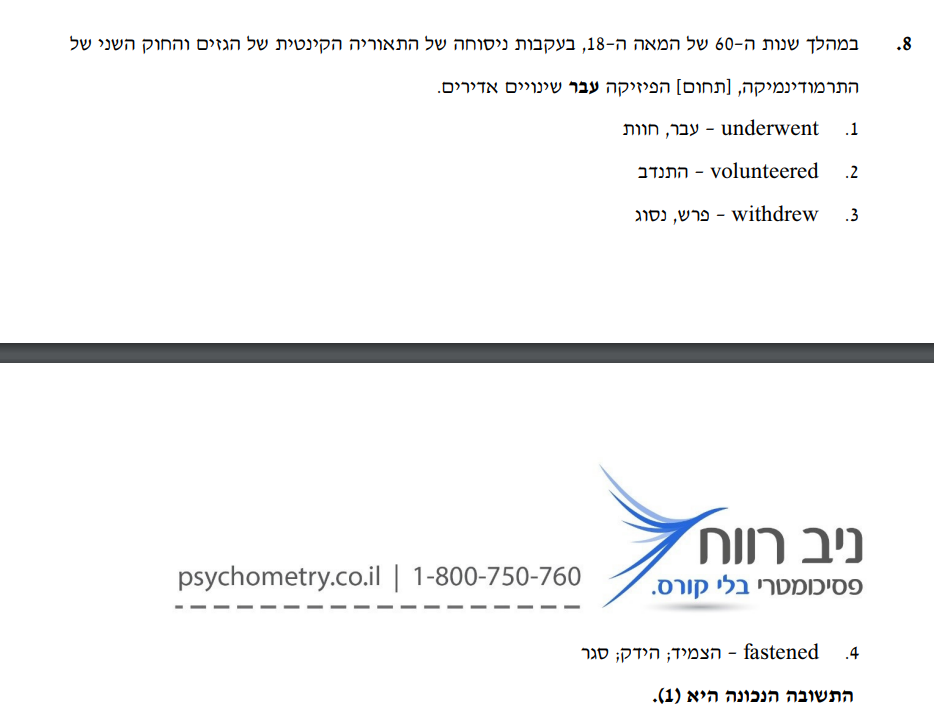 8. במהלך שנות ה-60 של המאה ה-18, בעקבות ניסוחה של התאוריה הקינטית של הגזים והחוק השני של
התרמודינמיקה, [תחום] הפיזיקה עבר שינויים אדירים.
1. underwent - עבר, חוות
2. volunteered - התנדב
3. withdrew - פרש, נסוג
ניב רווח
פסיכומטרי בלי קורס.
psychometry.co.il | 1-800-750-760
4. fastened - הצמיד; הידק; סגר
התשובה הנכונה היא (1).